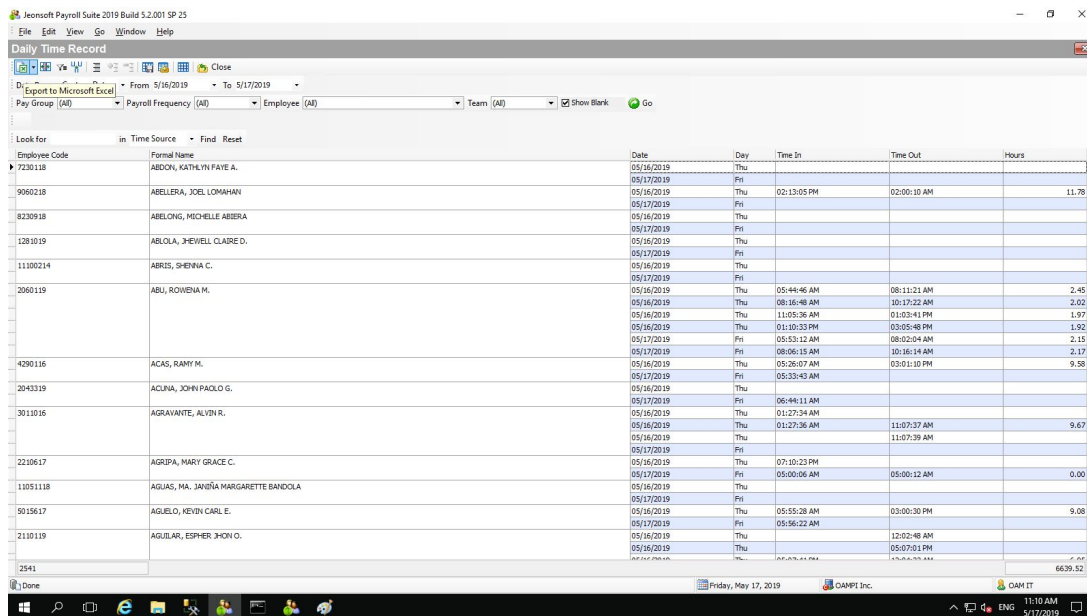 Jeonsoft Payroll Suite 2019 Build 5.2.001 SP 25
File Edit View Go Window Help
Daily Time Record
Close
From 5/16/2019 To 5/17/2019
Export to Microsoft Excel
Pay Group (All) Payroll Frequency (All) Employee (All) Team (All) Show Blank Go
Look for in Time Source Find Reset
Employee Code Formal Name Date Day Time In Time Out Hours
7230118 ABDON, KATHLYN FAYE A. 05/16/2019 Thu
05/17/2019 Fri
9060218 ABELLERA, JOEL LOMAHAN 05/16/2019 Thu 02:13:05 PM 02:00:10 AM 11.78
05/17/2019 Fri
8230918 ABELONG, MICHELLE ABIERA 05/16/2019 Thu
05/17/2019 Fri
1281019 ABLOLA, JHEWELL CLAIRE D. 05/16/2019 Thu
05/17/2019 Fri
11100214 ABRIS, SHENNA C. 05/16/2019 Thu
05/17/2019 Fri
2060119 ABU, ROWENA M. 05/16/2019 Thu 05:44:46 AM 08:11:21 AM 2.45
05/16/2019 Thu 08:16:48 AM 10:17:22 AM 2.02
05/16/2019 Thu 11:05:36 AM 01:03:41 PM 1.97
05/16/2019 Thu 01:10:33 PM 03:05:48 PM 1.92
05/17/2019 Fri 05:53:12 AM 08:02:04 AM 2.15
05/17/2019 Fri 08:06:15 AM 10:16:14 AM 2.17
4290116 ACAS, RAMY M. 05/16/2019 Thu 05:26:07 AM 03:01:10 PM 9.58
05/17/2019 Fri 05:33:43 AM
2043319 ACUNA, JOHN PAOLO G. 05/16/2019 Thu
05/17/2019 Fri 06:44:11 AM
3011016 AGRAVANTE, ALVIN R. 05/16/2019 Thu 01:27:34 AM
05/16/2019 Thu 01:27:36 AM 11:07:37 AM 9.67
05/16/2019 Thu 11:07:39 AM
05/17/2019 Fri
2210617 AGRIPA, MARY GRACE C. 05/16/2019 Thu 07:10:23 PM
05/17/2019 Fri 05:00:06 AM 05:00:12 AM 0.00
11051118 AGUAS, MA. JANIÑA MARGARETTE BANDOLA 05/16/2019 Thu
05/17/2019 Fri
5015617 AGUELO, KEVIN CARL E. 05/16/2019 Thu 05:55:28 AM 03:00:30 PM 9.08
05/17/2019 Fri 05:56:22 AM
2110119 AGUILAR, ESPHER JHON O. 05/16/2019 Thu 12:02:48 AM
05/16/2019 Thu 05:07:01 PM
2541 6639.52
Done Friday, May 17, 2019 OAMPI Inc. OAM IT
ENG 11:10 AM
5/17/2019